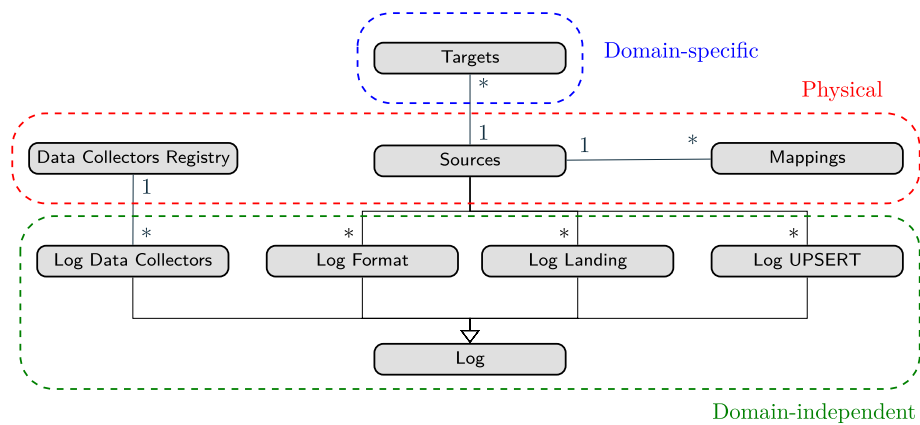 Targets
Domain-specific
*
Physical
1
1
*
Data Collectors Registry
Sources
Mappings
1
*
*
*
*
Log Data Collectors
Log Format
Log Landing
Log UPSERT
Log
Domain-independent